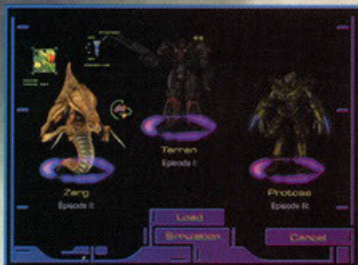 Terran
Episode I:
Zerg
Episode II:
Protoss
Episode III:
Load
Simulation
Cancel